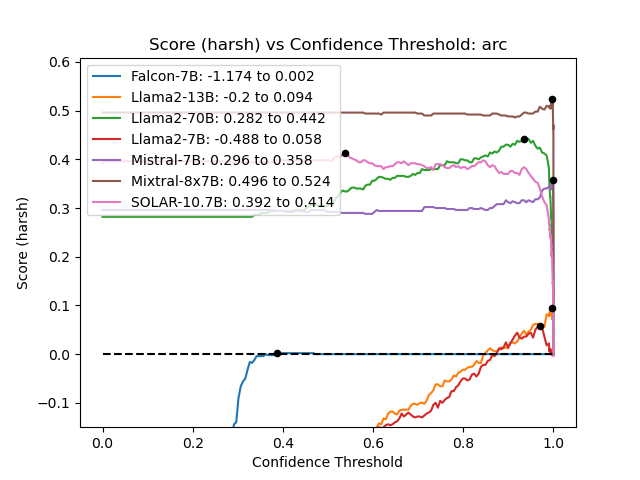 Score (harsh) vs Confidence Threshold: arc
Falcon-7B: -1.174 to 0.002
Llama2-13B: -0.2 to 0.094
Llama2-70B: 0.282 to 0.442
Llama2-7B: -0.488 to 0.058
Mistral-7B: 0.296 to 0.358
Mixtral-8x7B: 0.496 to 0.524
SOLAR-10.7B: 0.392 to 0.414
Score (harsh)
0.6
0.5
0.4
0.3
0.2
0.1
0.0
−0.1
0.0 0.2 0.4 0.6 0.8 1.0
Confidence Threshold